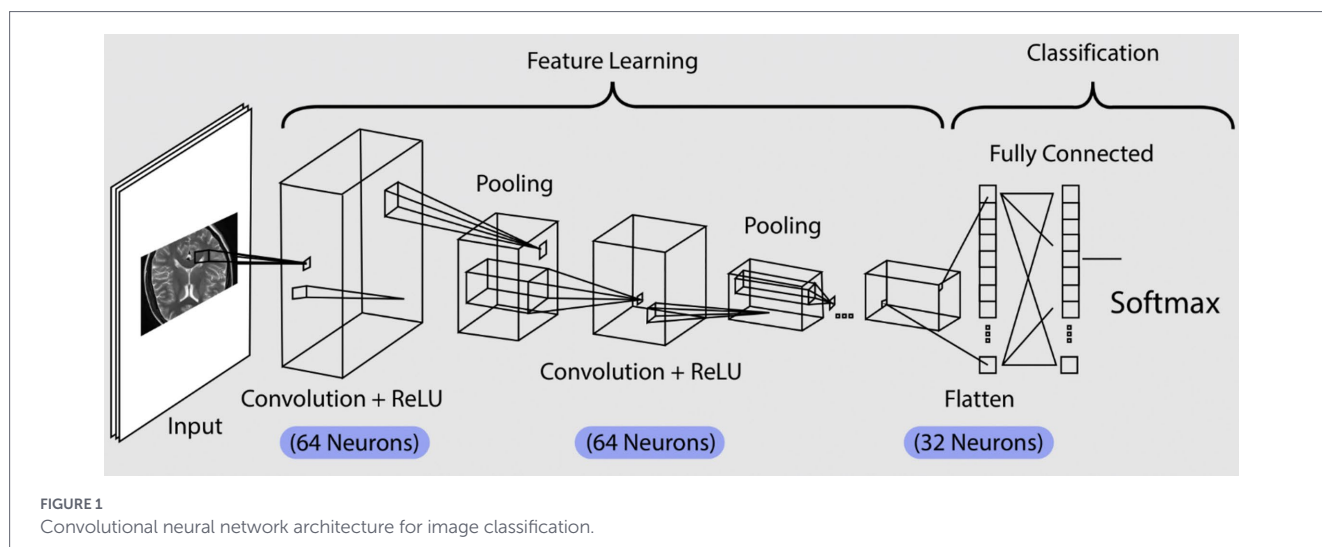 Feature Learning
Classification
Input
Convolution + ReLU
(64 Neurons)
Pooling
Convolution + ReLU
(64 Neurons)
Pooling
Fully Connected
Flatten
(32 Neurons)
Softmax
FIGURE 1
Convolutional neural network architecture for image classification.